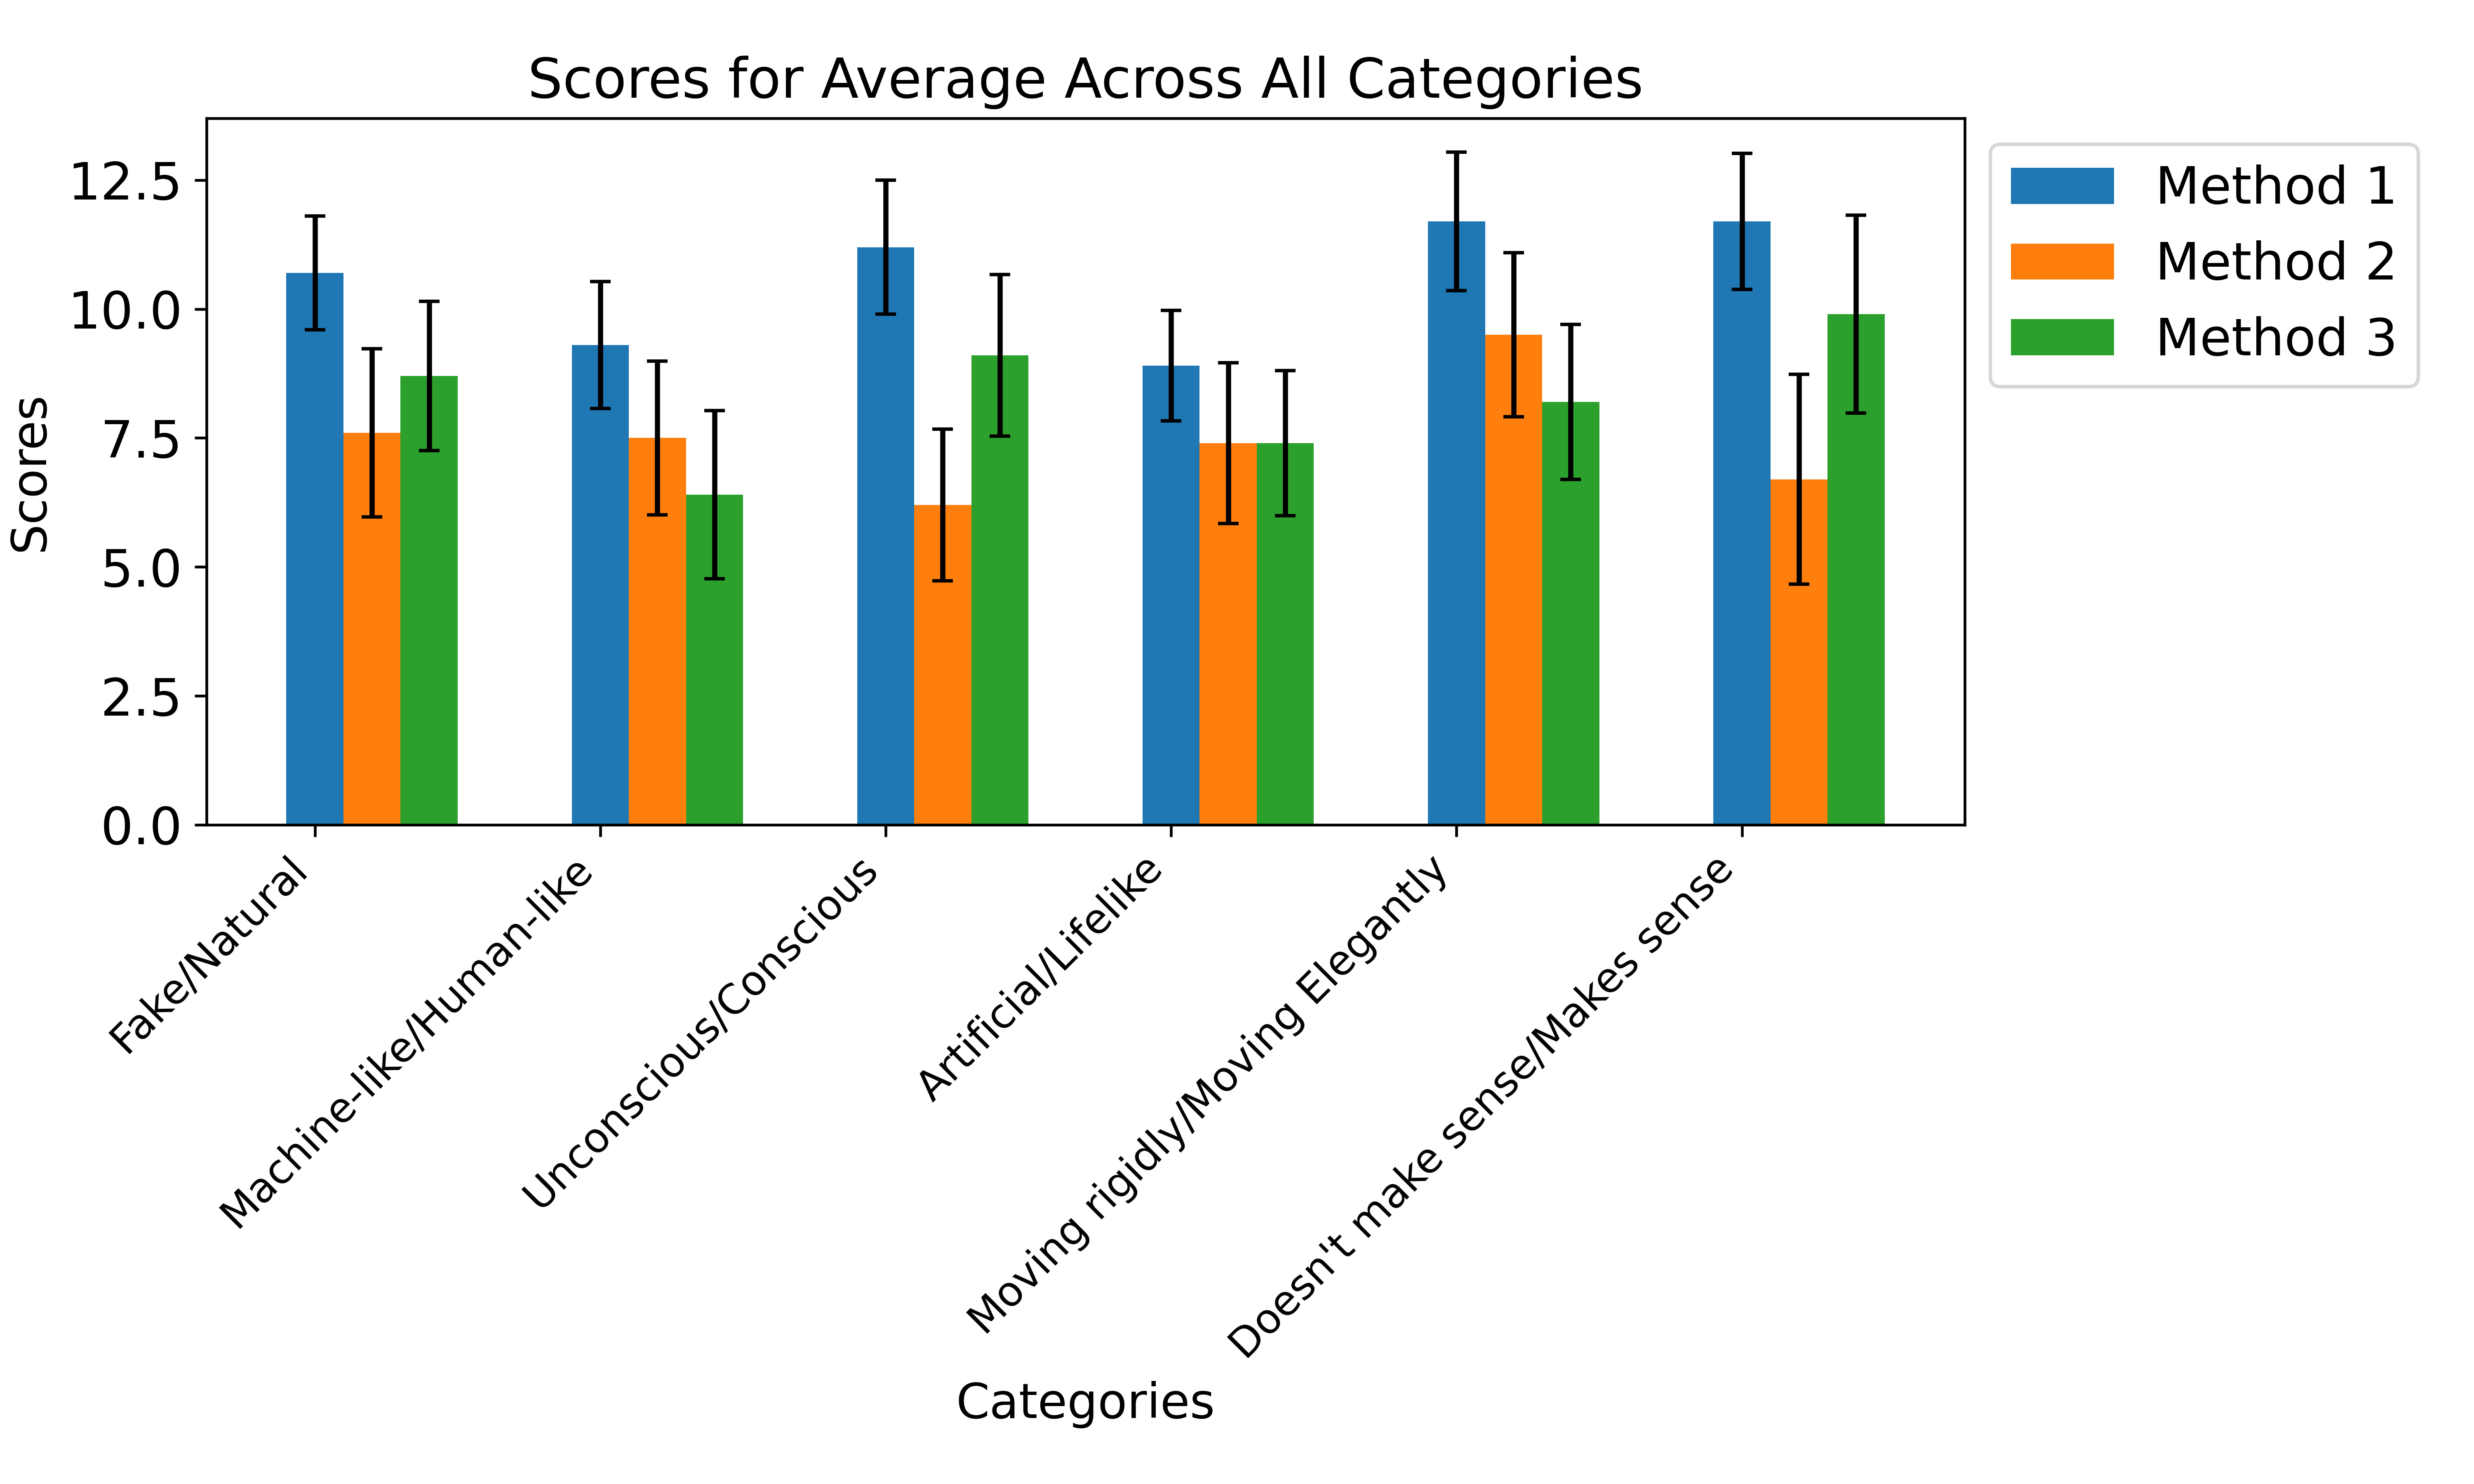 Scores for Average Across All Categories
12.5
10.0
7.5
5.0
2.5
0.0
Scores
Method 1
Method 2
Method 3
Fake/Natural
Machine-like/Human-like
Unconscious/Conscious
Artificial/Lifelike
Moving rigidly/Moving Elegantly
Doesn't make sense/Makes sense
Categories